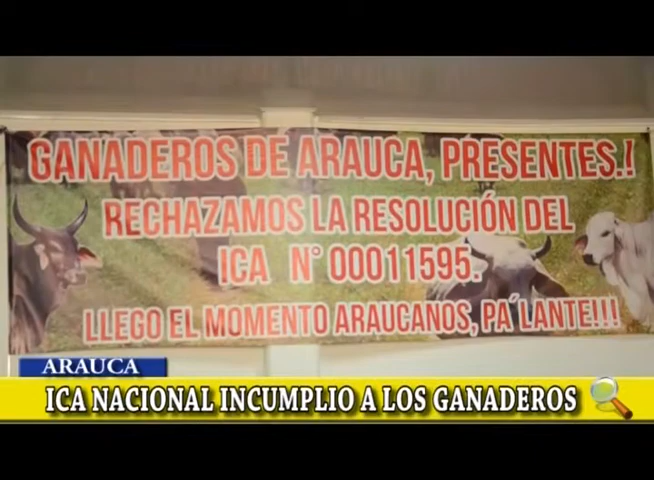 GANADEROS DE ARAUCA, PRESENTES.!
RECHAZAMOS LA RESOLUCIÓN DEL
ICA N° 00011595.
LLEGO EL MOMENTO ARAUCANOS, PA´LANTE!!!
ARAUCA
ICA NACIONAL INCUMPLIO A LOS GANADEROS